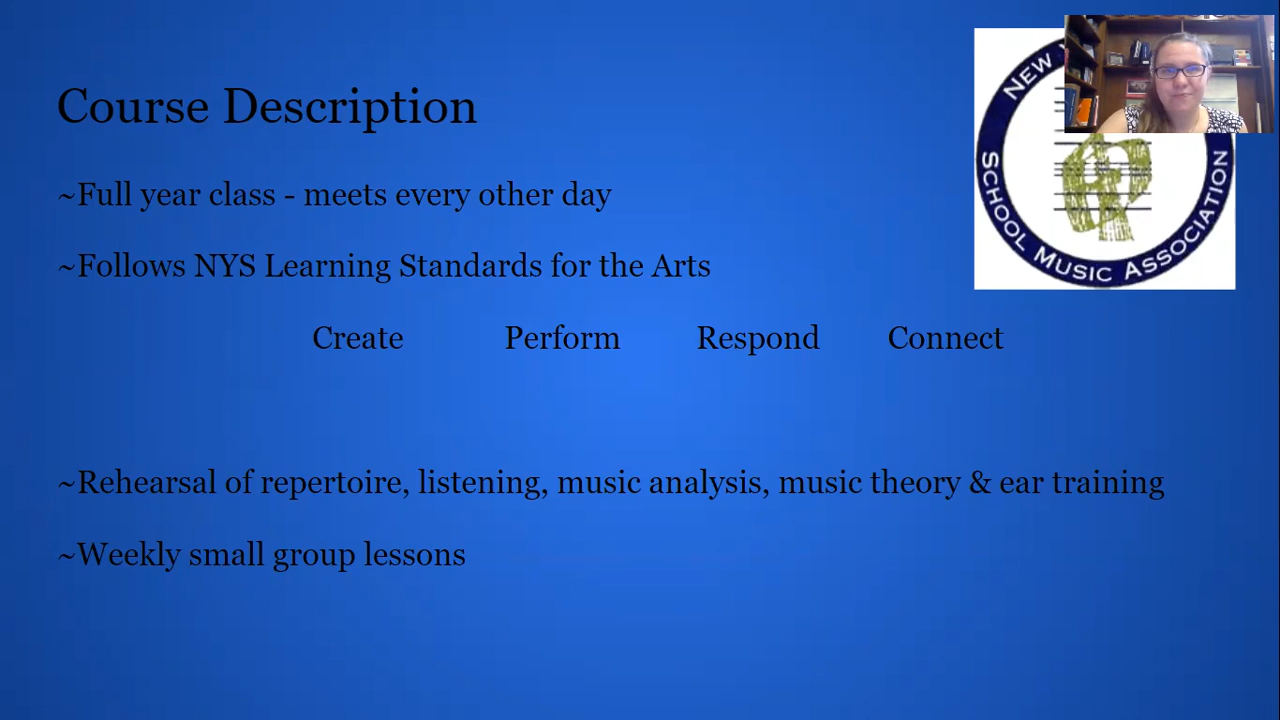 Course Description
~Full year class - meets every other day
~Follows NYS Learning Standards for the Arts
Create Perform Respond Connect
~Rehearsal of repertoire, listening, music analysis, music theory & ear training
~Weekly small group lessons
NEW
SCHOOL MUSIC ASSOCIATION